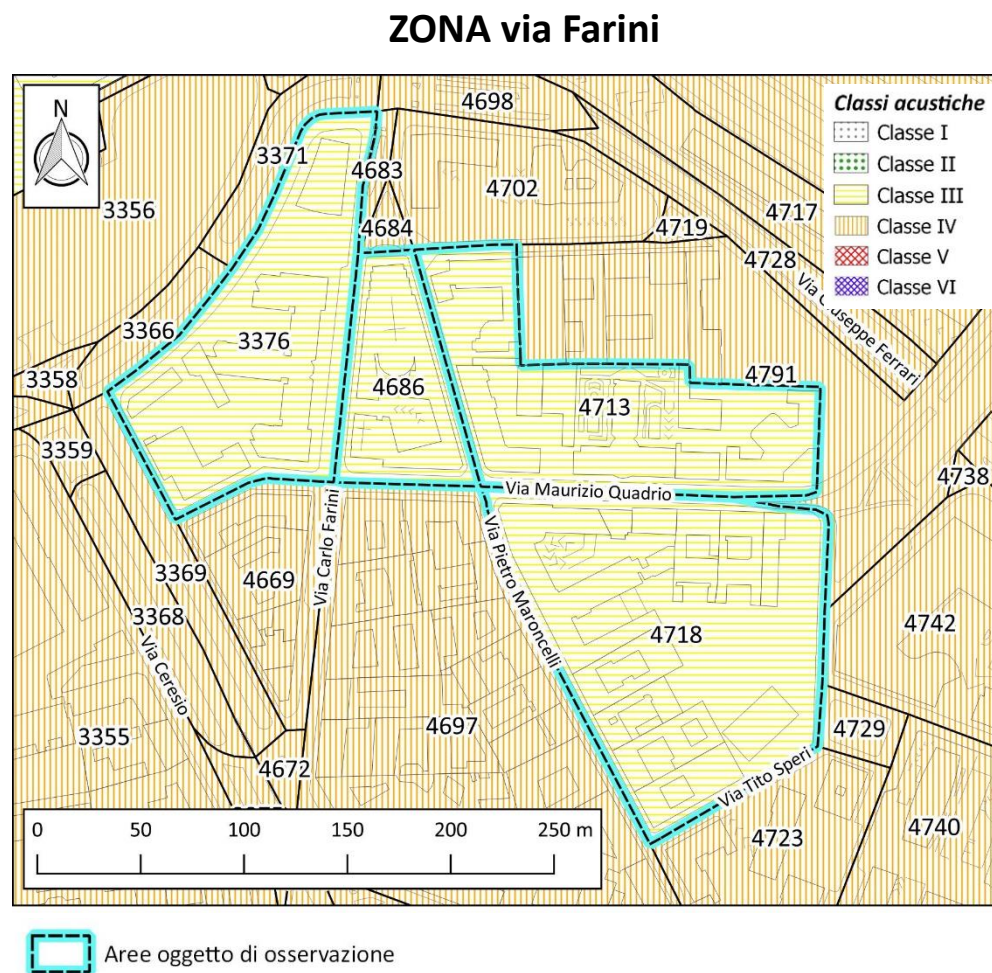 ZONA via Farini
N
Classi acustiche
Classe I
Classe II
Classe III
Classe IV
Classe V
Classe VI
4698
3371
4683
4702
3356
4684
4719
4717
4728
Via Giuseppe Ferrari
3366
3376
3358
4686
4791
4713
3359
4738
Via Maurizio Quadrio
Via Carlo Farini
Via Pietro Maroncelli
3369
4669
3368
4718
4742
Via Ceresio
3355
4697
4729
4672
Via Tito Speri
4723
4740
0 50 100 150 200 250 m
Aree oggetto di osservazione